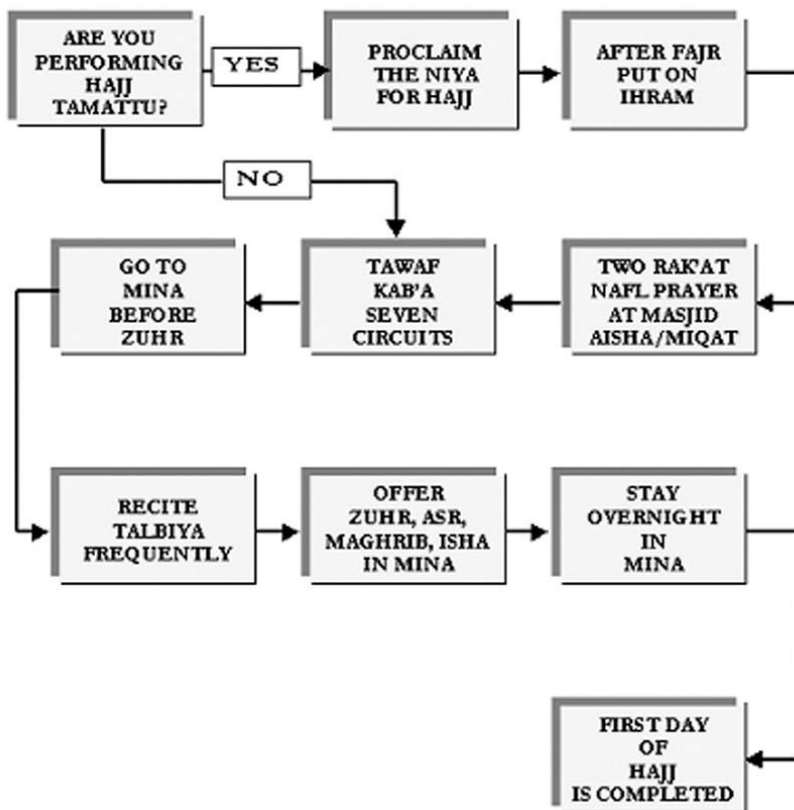 ARE YOU
PERFORMING
HAJJ
TAMATTU?
YES
PROCLAIM
THE NIYA
FOR HAJJ
AFTER FAJR
PUT ON
IHRAM
NO
TWO RAK'AT
NAFL PRAYER
AT MASJID
AISHA/MIQAT
TAWAF
KAB'A
SEVEN
CIRCUITS
GO TO
MINA
BEFORE
ZUHR
RECITE
TALBIYA
FREQUENTLY
OFFER
ZUHR, ASR,
MAGHRIB, ISHA
IN MINA
STAY
OVERNIGHT
IN
MINA
FIRST DAY
OF
HAJJ
IS COMPLETED